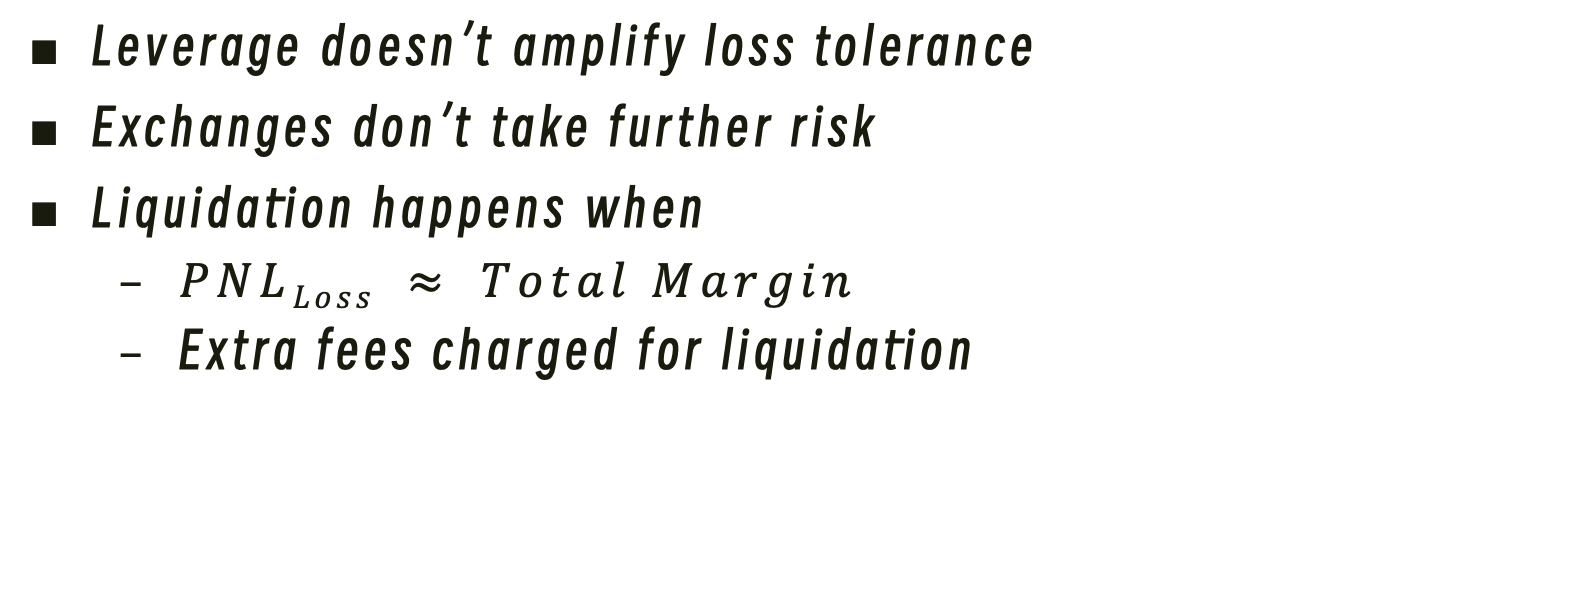 ▪ Leverage doesn’t amplify loss tolerance
▪ Exchanges don’t take further risk
▪ Liquidation happens when
– PNL_Loss ≈ Total Margin
– Extra fees charged for liquidation